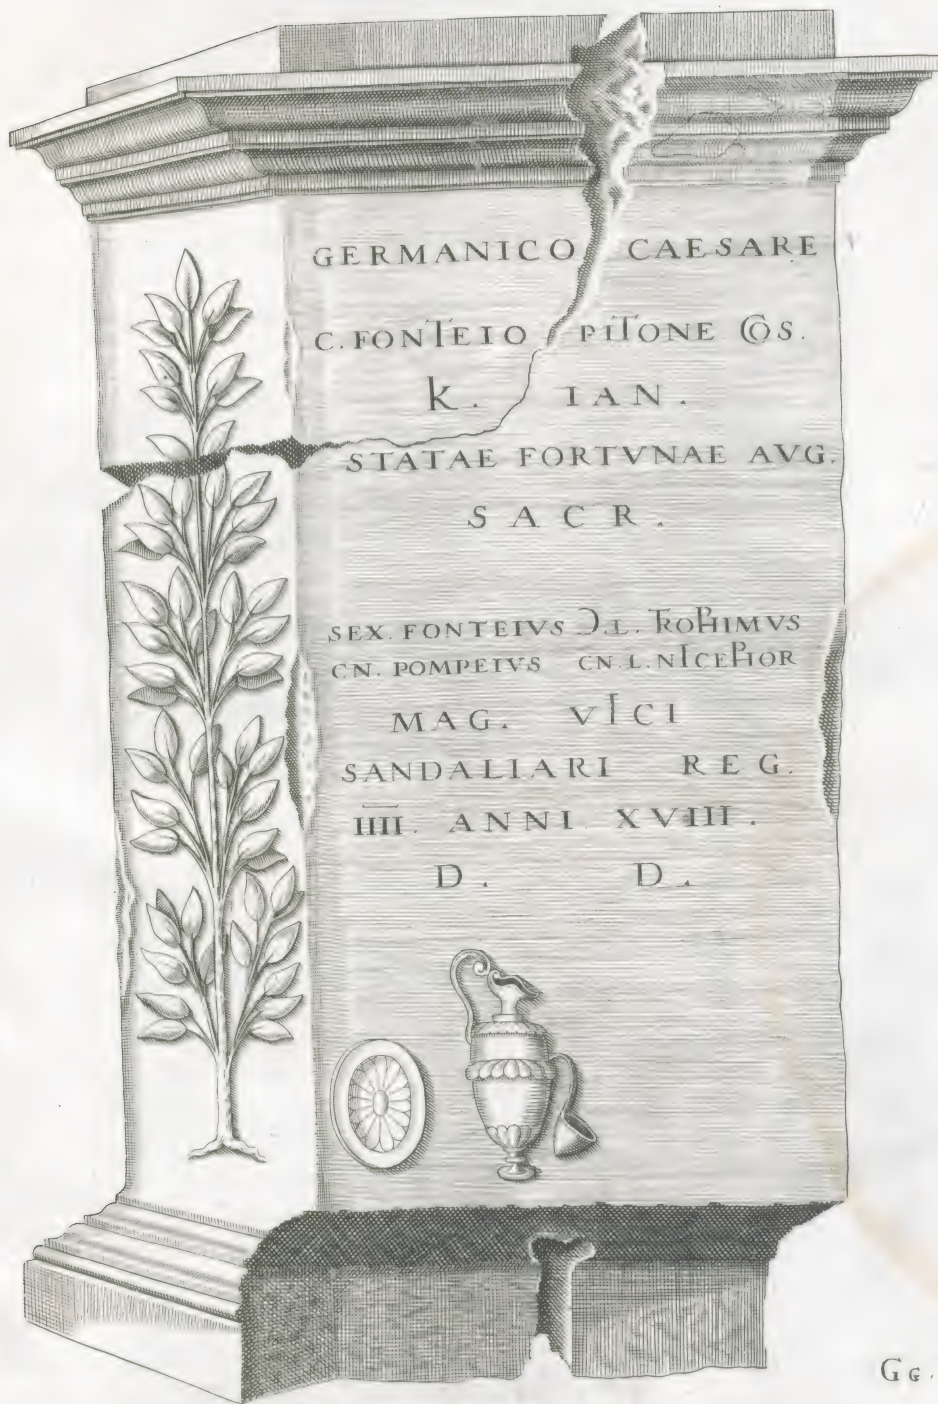 GERMANICO CAESARE
C. FONTEIO PITONE COS.
K. IAN.
STATAE FORTVNAE AVG.
SACR.
SEX. FONTEIVS Ɔ.L. TROPHIMVS
CN. POMPEIVS CN. L. NICEPHOR
MAG. VICI
SANDALIARI REG.
IIII. ANNI XVIII.
D. D.
GG.